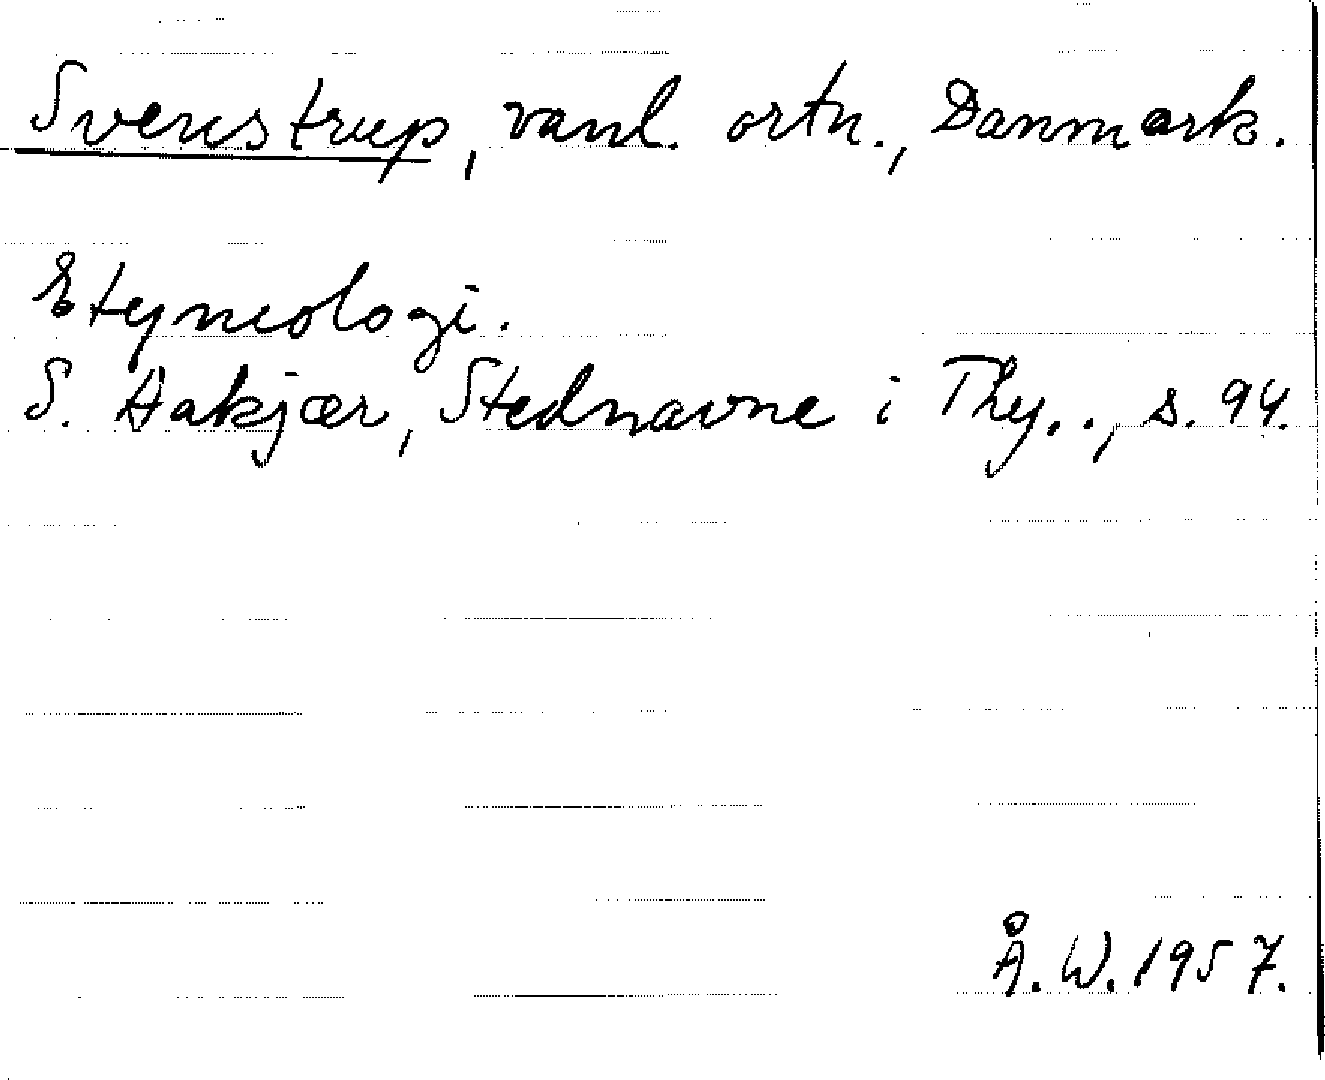 Svenstrup, vanl. ortn., Danmark.
Etymologi.
S. Aakjær, Stednavne i Thy.., s. 94.
Å. W. 1957.